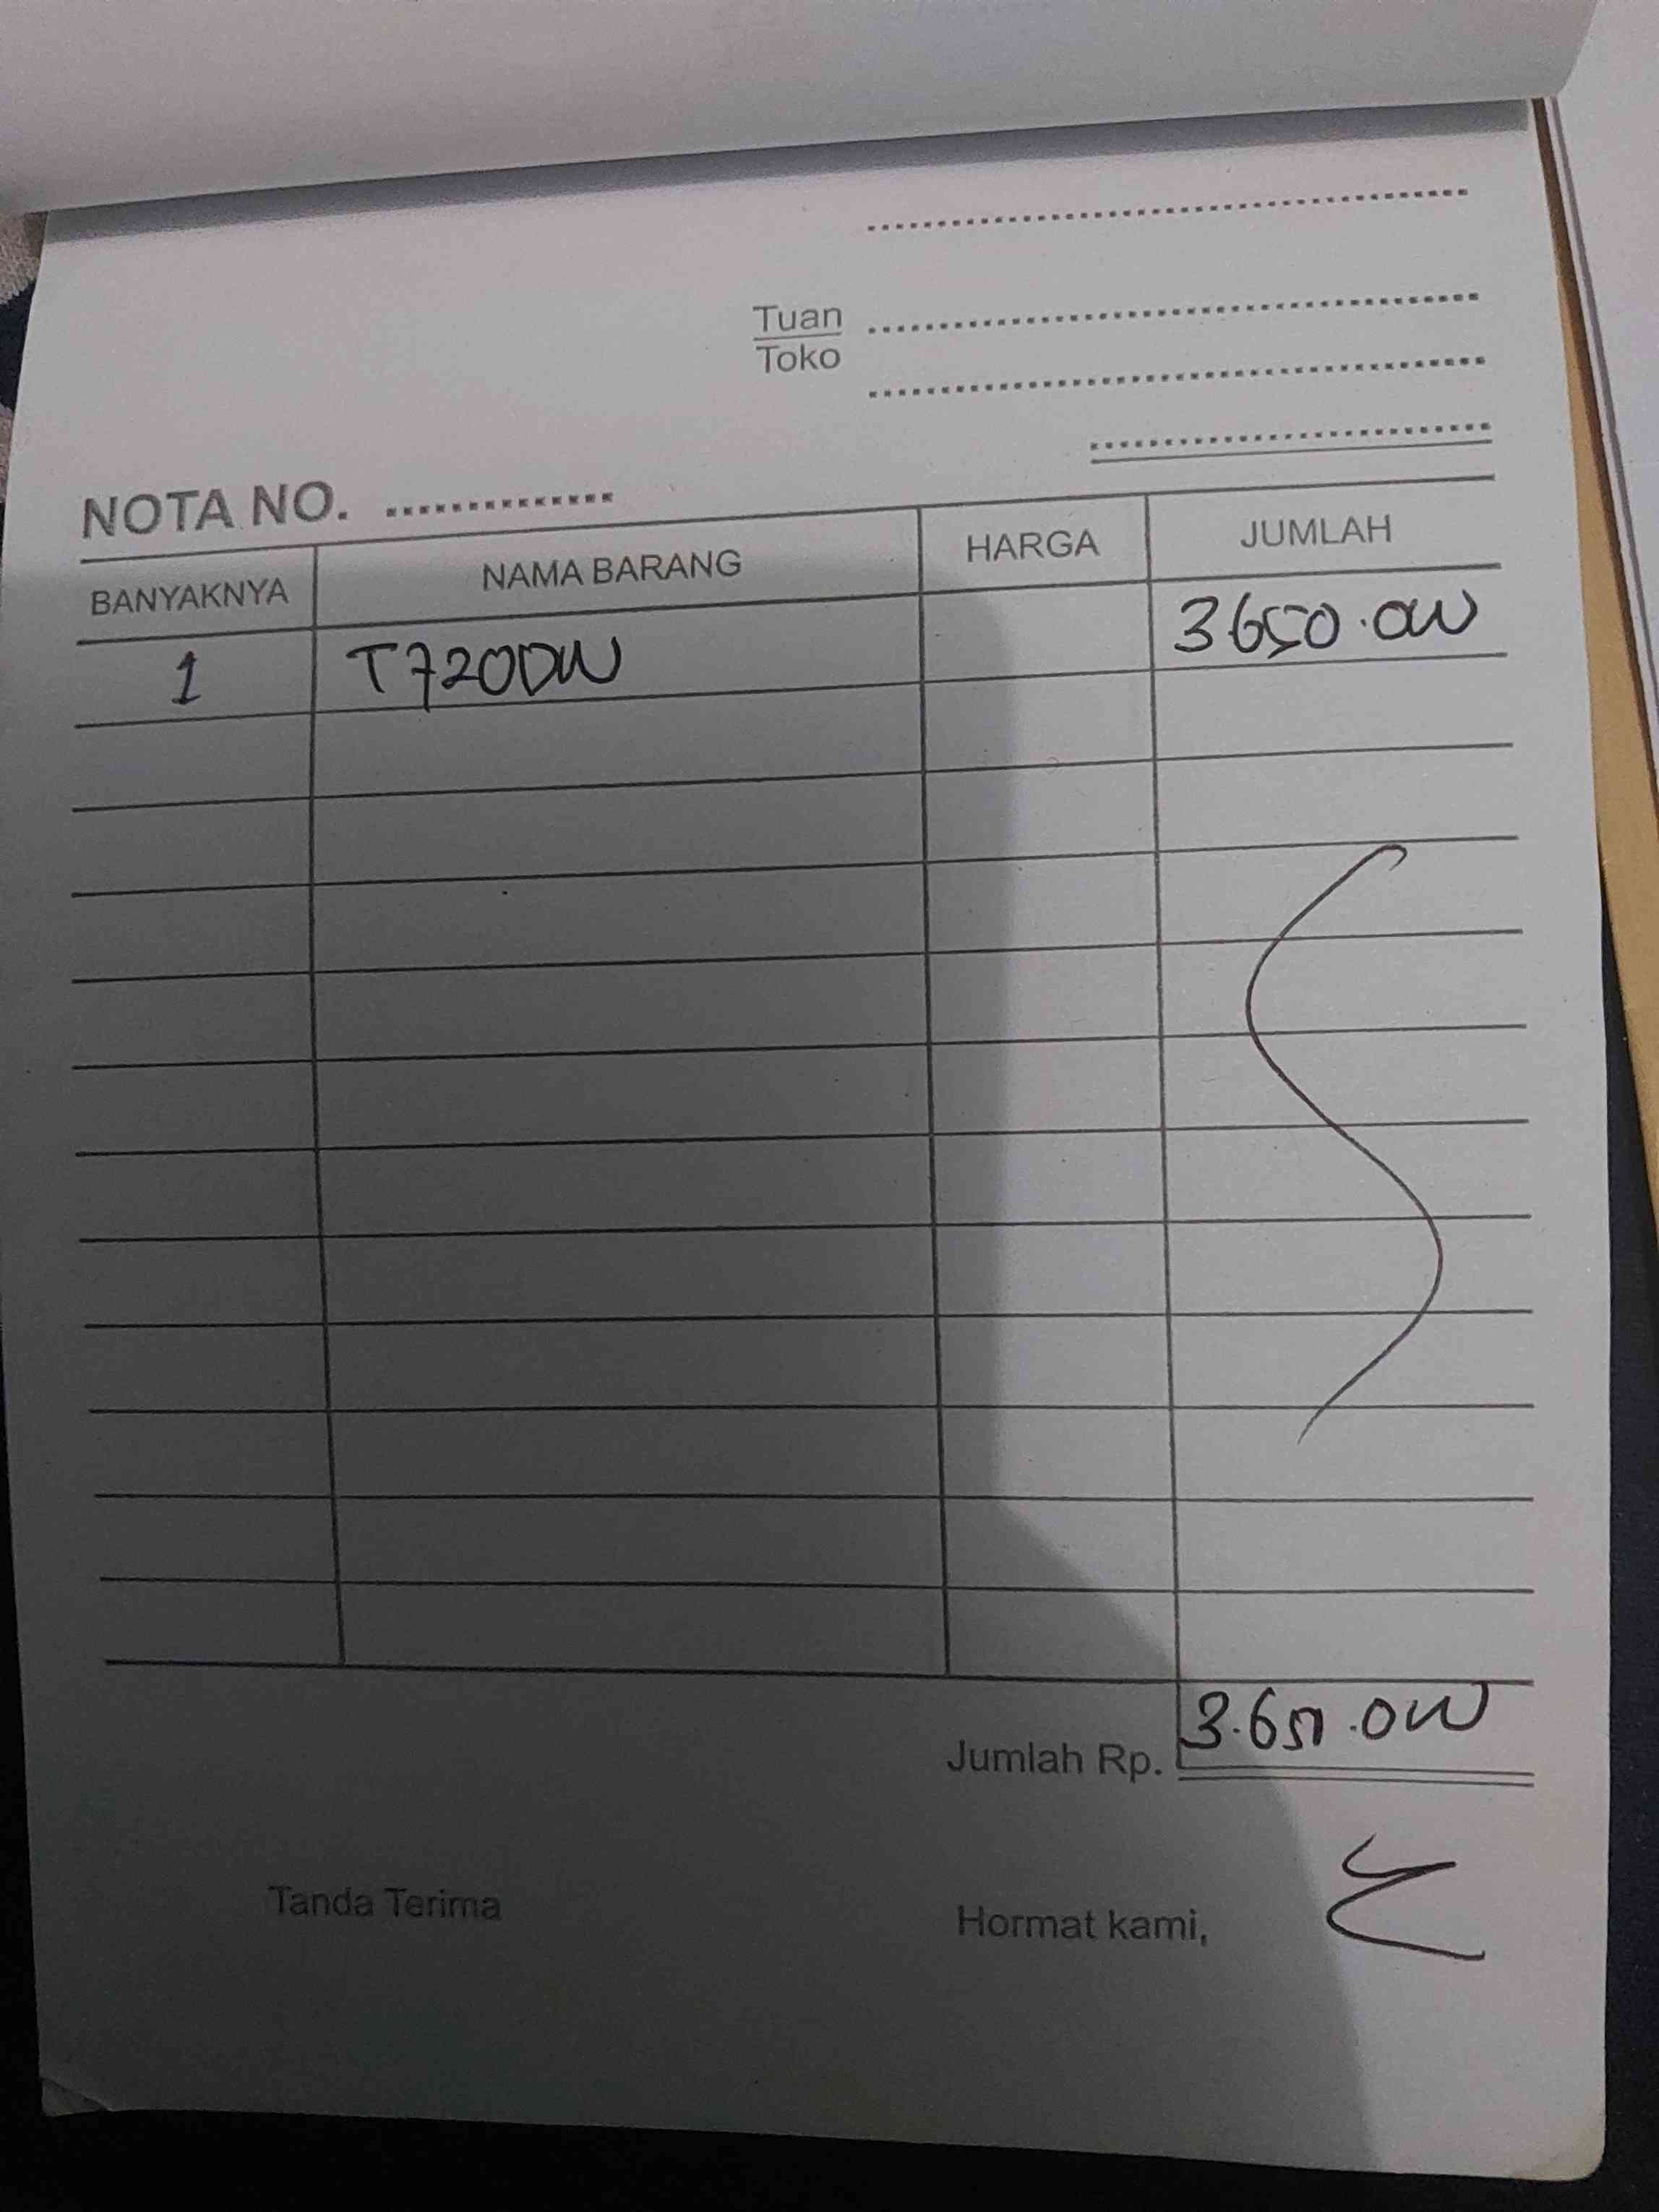 Tuan
Toko
NOTA NO. ..............
BANYAKNYA NAMA BARANG HARGA JUMLAH
1 T720DW 3650.000
Jumlah Rp. 3.650.000
Tanda Terima Hormat kami,